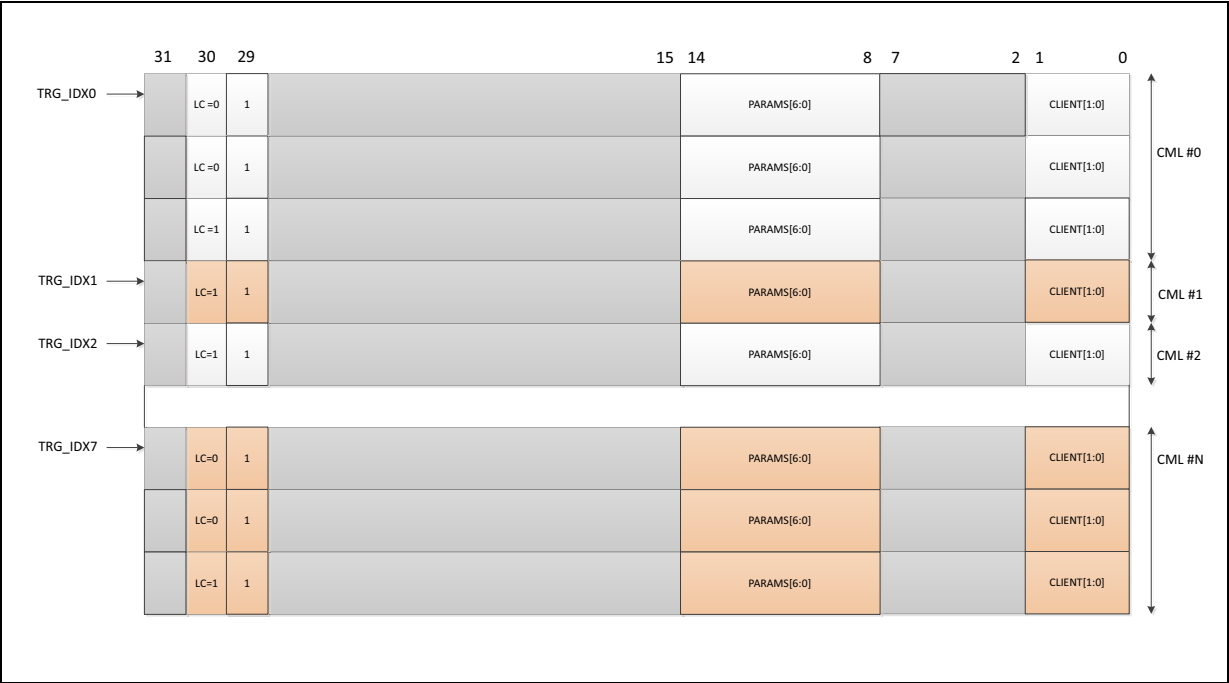 31 30 29 15 14 8 7 2 1 0
TRG_IDX0 LC =0 1 PARAMS[6:0] CLIENT[1:0]
LC =0 1 PARAMS[6:0] CLIENT[1:0] CML #0
LC =1 1 PARAMS[6:0] CLIENT[1:0]
TRG_IDX1 LC=1 1 PARAMS[6:0] CLIENT[1:0] CML #1
TRG_IDX2 LC=1 1 PARAMS[6:0] CLIENT[1:0] CML #2
TRG_IDX7 LC=0 1 PARAMS[6:0] CLIENT[1:0] CML #N
LC=0 1 PARAMS[6:0] CLIENT[1:0]
LC=1 1 PARAMS[6:0] CLIENT[1:0]